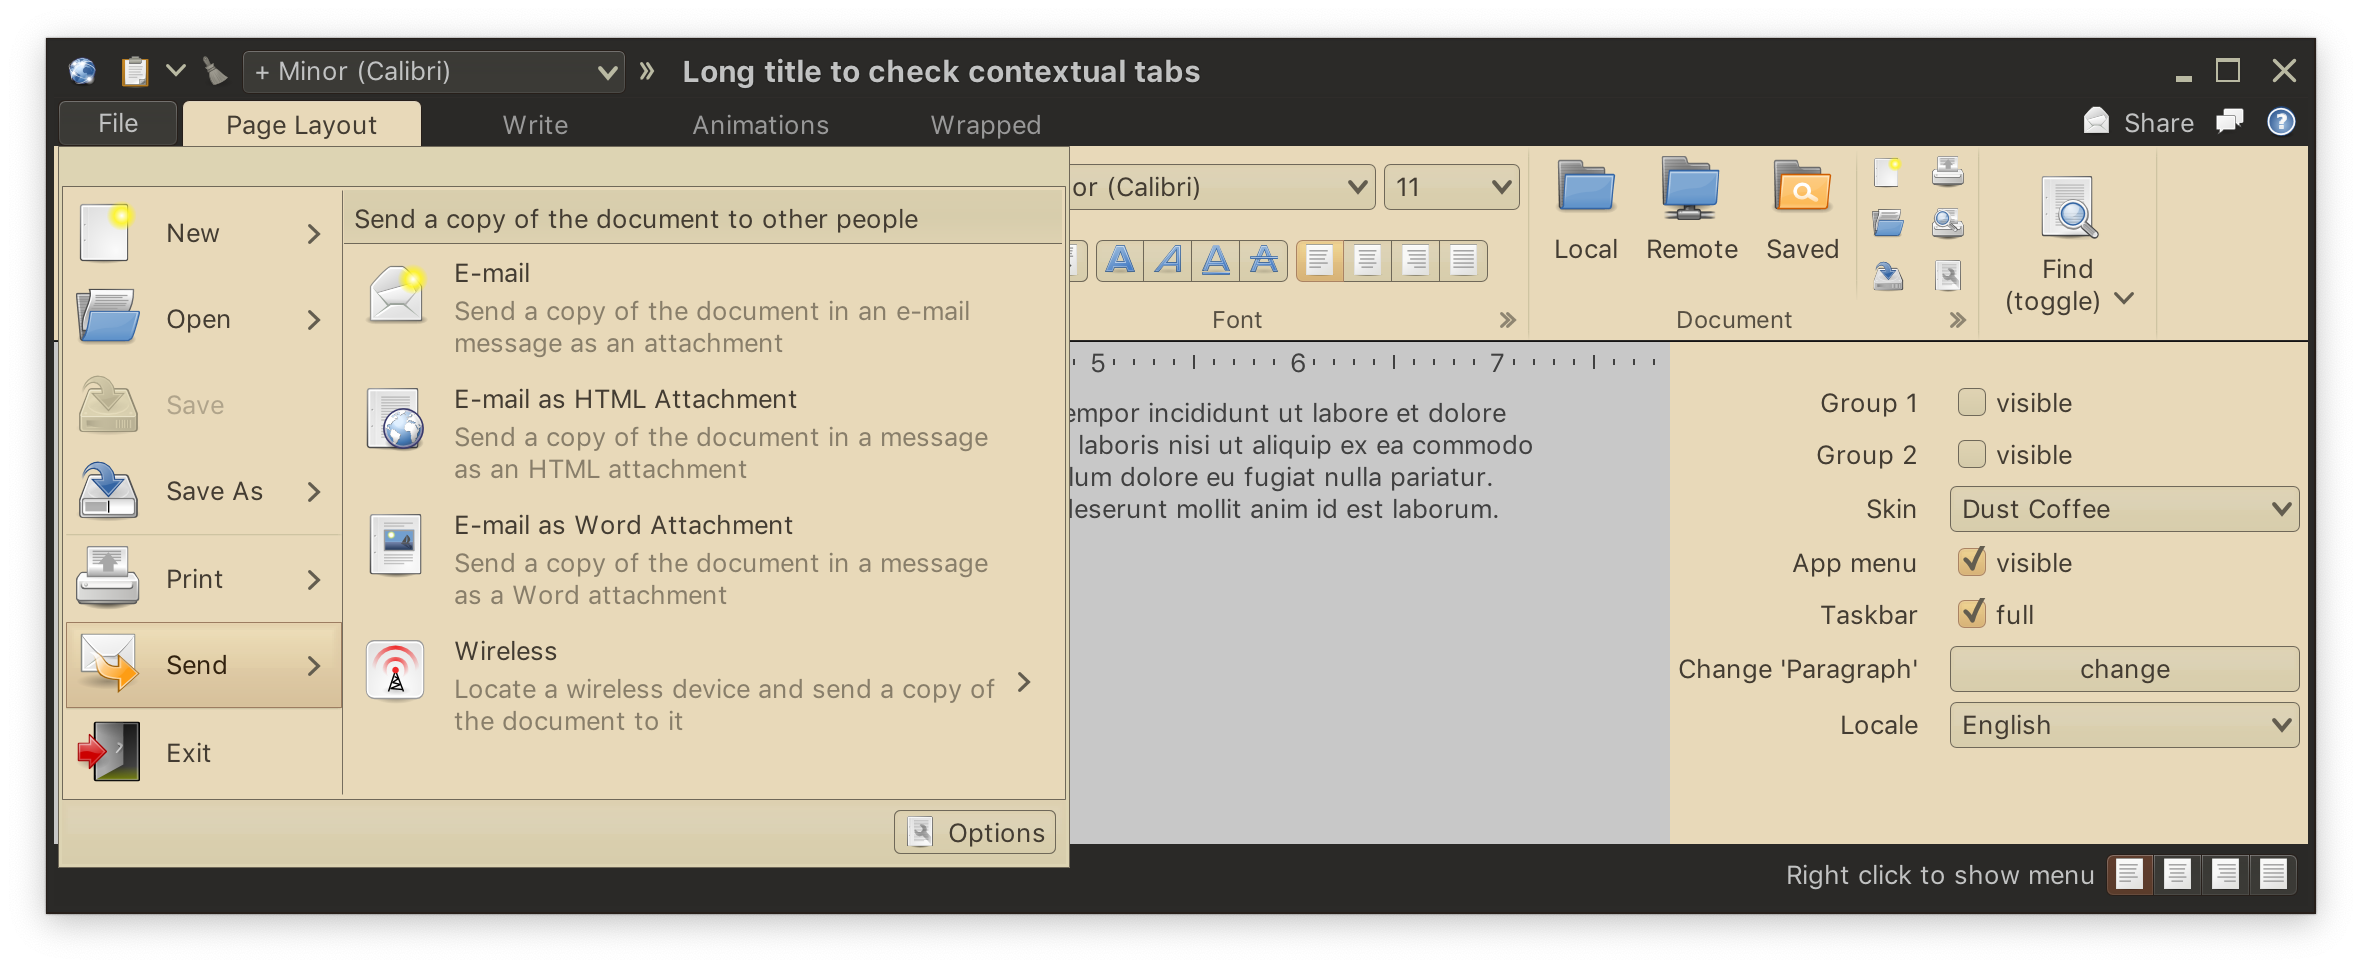 + Minor (Calibri)
Long title to check contextual tabs
File
Page Layout
Write
Animations
Wrapped
Share
New
Open
Save
Save As
Print
Send
Exit
Send a copy of the document to other people
E-mail
Send a copy of the document in an e-mail
message as an attachment
E-mail as HTML Attachment
Send a copy of the document in a message
as an HTML attachment
E-mail as Word Attachment
Send a copy of the document in a message
as a Word attachment
Wireless
Locate a wireless device and send a copy of
the document to it
Options
or (Calibri)
11
A A A A
Font
Local
Remote
Saved
Document
Find
(toggle)
5 6 7
empor incididunt ut labore et dolore
laboris nisi ut aliquip ex ea commodo
lum dolore eu fugiat nulla pariatur.
deserunt mollit anim id est laborum.
Group 1 visible
Group 2 visible
Skin Dust Coffee
App menu visible
Taskbar full
Change 'Paragraph' change
Locale English
Right click to show menu